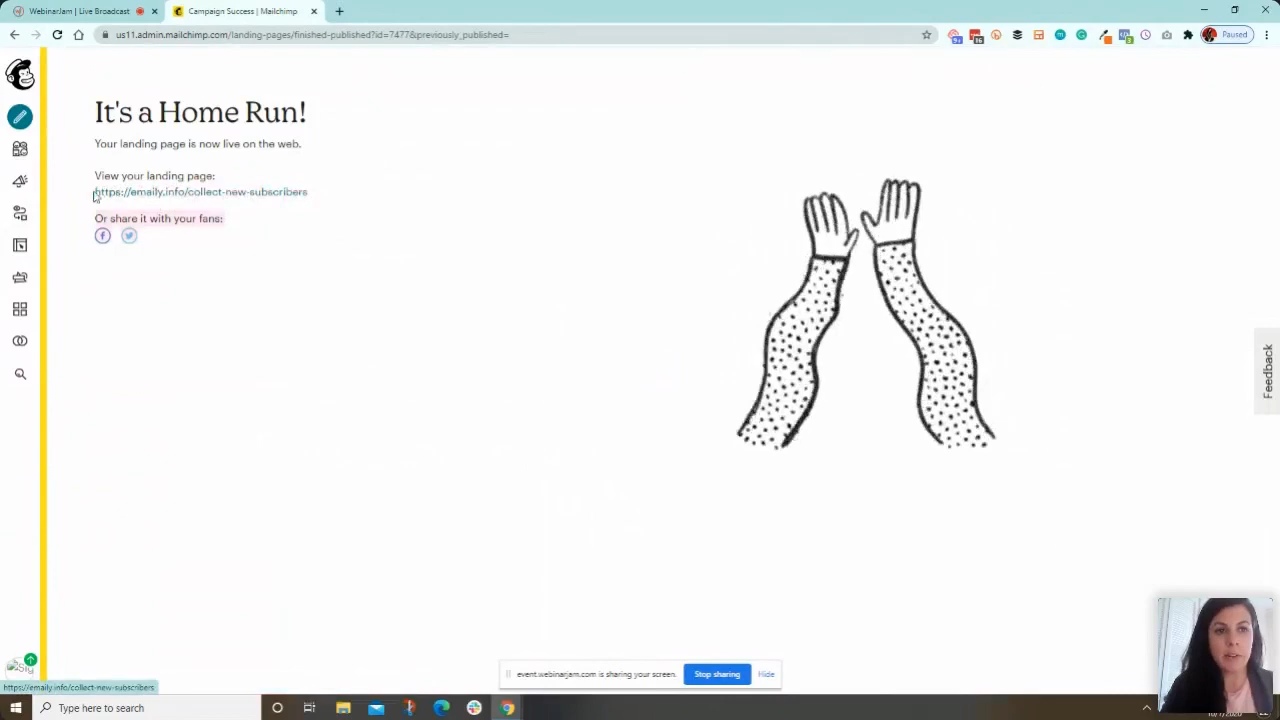 WebinarJam | Live Broadcast
Campaign Success | Mailchimp
us11.admin.mailchimp.com/landing-pages/finished-published?id=7477&previously_published=
Paused
It's a Home Run!
Your landing page is now live on the web.
View your landing page:
https://emaily.info/collect-new-subscribers
Or share it with your fans:
Feedback
event.webinarjam.com is sharing your screen.
Stop sharing
Hide
https://emaily.info/collect-new-subscribers
Type here to search